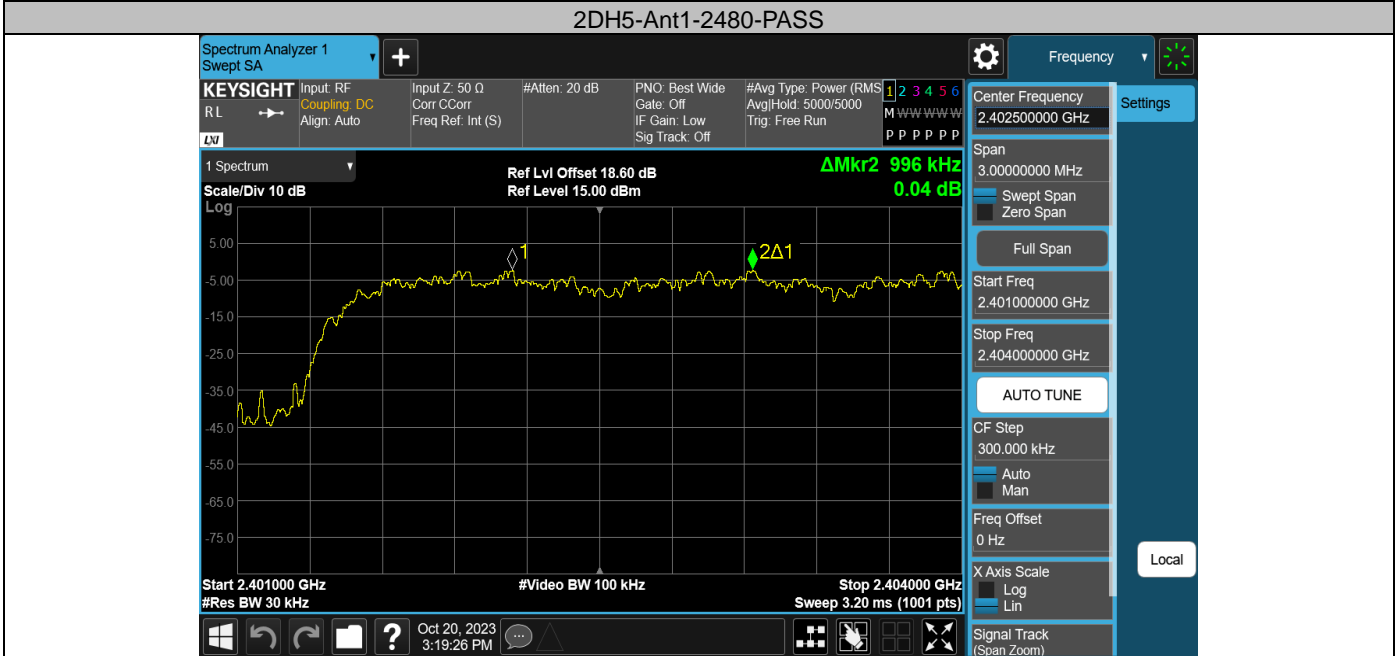 2DH5-Ant1-2480-PASS
Spectrum Analyzer 1
Swept SA
+
Frequency
KEYSIGHT
RL
LXI
Input: RF
Coupling: DC
Align: Auto
Input Z: 50 Ω
Corr CCorr
Freq Ref: Int (S)
#Atten: 20 dB
PNO: Best Wide
Gate: Off
IF Gain: Low
Sig Track: Off
#Avg Type: Power (RMS
Avg|Hold: 5000/5000
Trig: Free Run
1 2 3 4 5 6
M W W W W W
P P P P P P
1 Spectrum
Scale/Div 10 dB
Log
Ref Lvl Offset 18.60 dB
Ref Level 15.00 dBm
ΔMkr2 996 kHz
0.04 dB
1
2Δ1
5.00
-5.00
-15.0
-25.0
-35.0
-45.0
-55.0
-65.0
-75.0
Start 2.401000 GHz
#Res BW 30 kHz
#Video BW 100 kHz
Stop 2.404000 GHz
Sweep 3.20 ms (1001 pts)
Center Frequency
2.402500000 GHz
Settings
Span
3.00000000 MHz
Swept Span
Zero Span
Full Span
Start Freq
2.401000000 GHz
Stop Freq
2.404000000 GHz
AUTO TUNE
CF Step
300.000 kHz
Auto
Man
Freq Offset
0 Hz
X Axis Scale
Log
Lin
Local
Signal Track
(Span Zoom)
?
Oct 20, 2023
3:19:26 PM